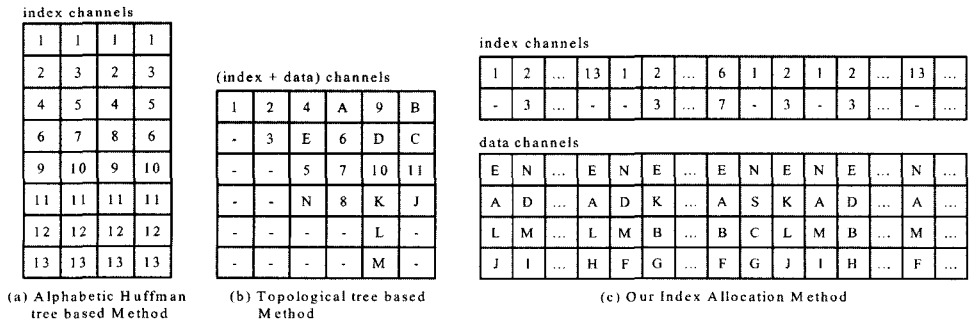 index channels
1 1 1 1
2 3 2 3
4 5 4 5
6 7 8 6
9 10 9 10
11 11 11 11
12 12 12 12
13 13 13 13
(a) Alphabetic Huffman
tree based Method
(index + data) channels
1 2 4 A 9 B
- 3 E 6 D C
- - 5 7 10 11
- - N 8 K J
- - - - L -
- - - - M -
(b) Topological tree based
Method
index channels
1 2 ... 13 1 2 ... 6 1 2 1 2 ... 13 ...
- 3 ... - - 3 ... 7 - 3 - 3 ... - ...
data channels
E N ... E N E ... E N E N E ... N ...
A D ... A D K ... A S K A D ... A ...
L M ... L M B ... B C L M B ... M ...
J I ... H F G ... F G J I H ... F ...
(c) Our Index Allocation Method